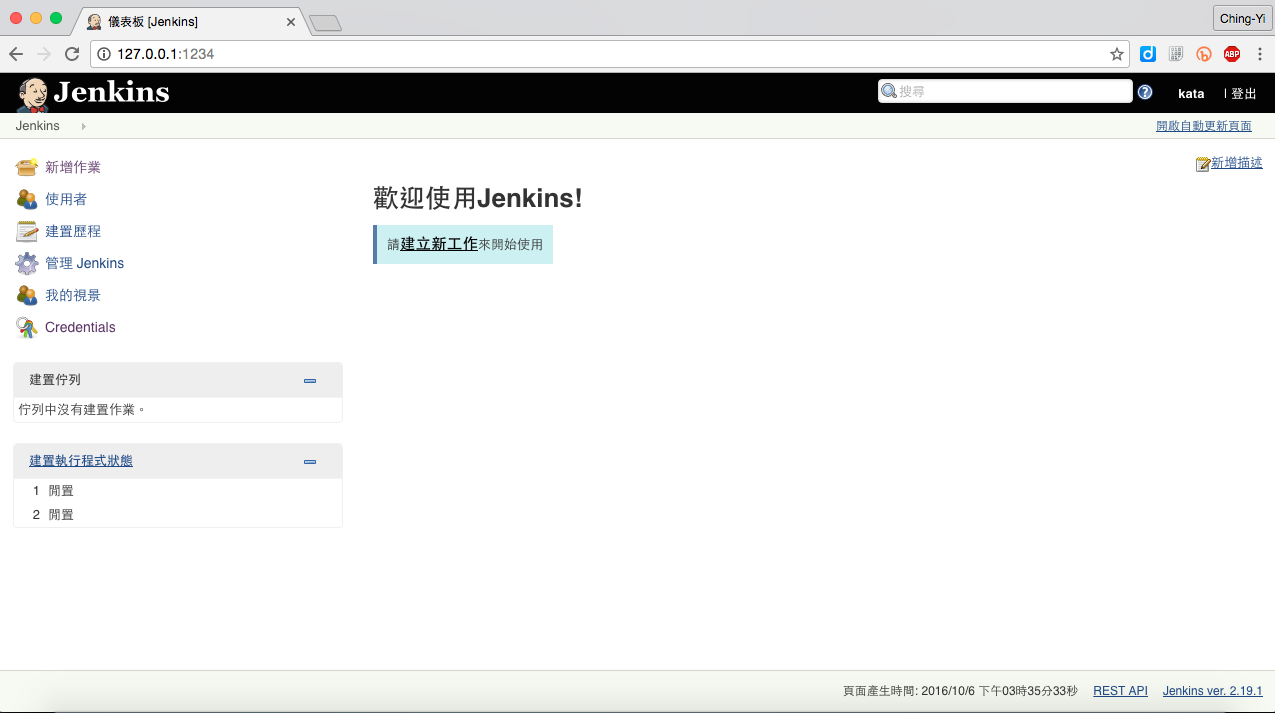 儀表板 [Jenkins]
Ching-Yi
127.0.0.1:1234
ABP
Jenkins
搜尋
kata
| 登出
Jenkins
開啟自動更新頁面
新增作業
使用者
建置歷程
管理 Jenkins
我的視景
Credentials
新增描述
歡迎使用Jenkins!
請建立新工作來開始使用
建置佇列
佇列中沒有建置作業。
建置執行程式狀態
1 閒置
2 閒置
頁面產生時間: 2016/10/6 下午03時35分33秒 REST API Jenkins ver. 2.19.1